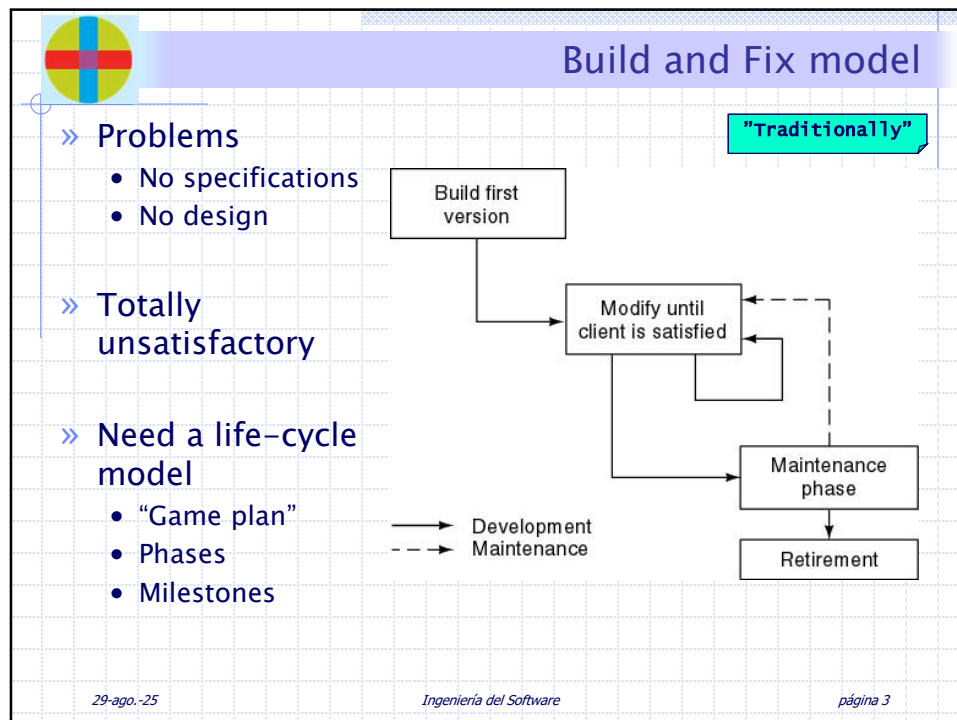 Build and Fix model
"Traditionally"
» Problems
• No specifications
• No design
» Totally
unsatisfactory
» Need a life-cycle
model
• “Game plan”
• Phases
• Milestones
Build first
version
Modify until
client is satisfied
Maintenance
phase
Retirement
Development
Maintenance
29-ago.-25
Ingeniería del Software
página 3